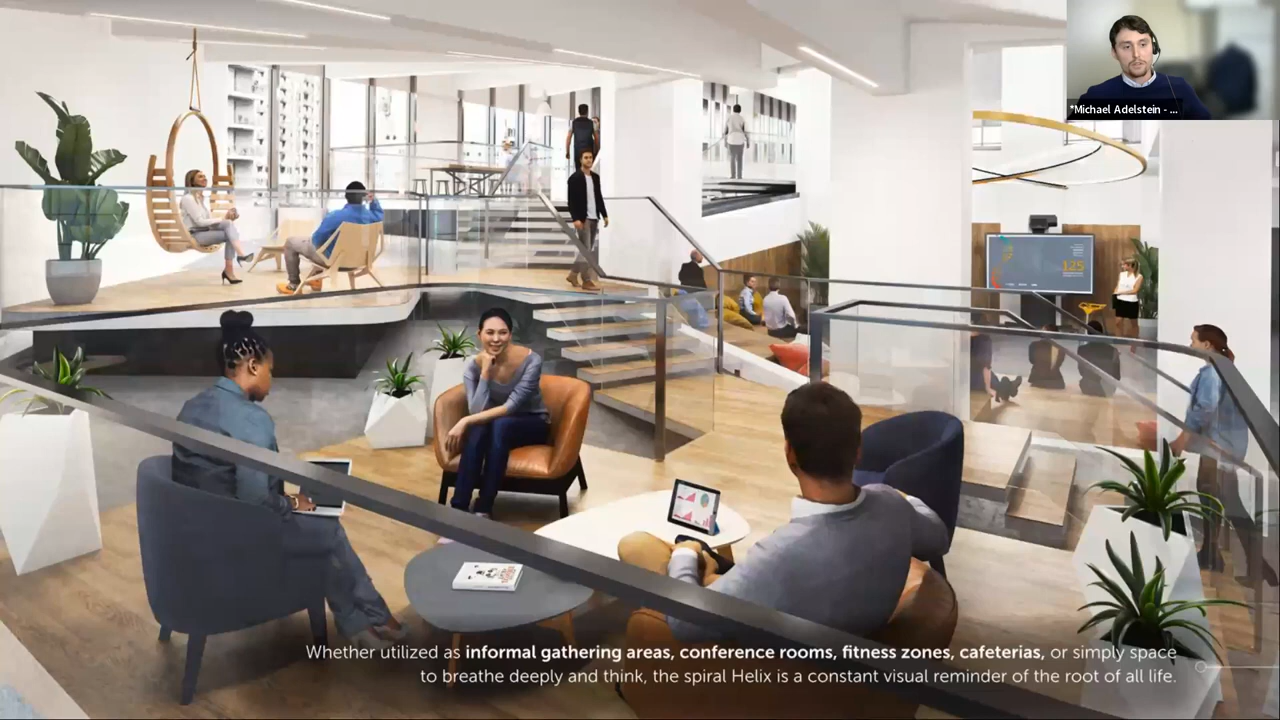 *Michael Adelstein - ...
125
Whether utilized as informal gathering areas, conference rooms, fitness zones, cafeterias, or simply space
to breathe deeply and think, the spiral Helix is a constant visual reminder of the root of all life.